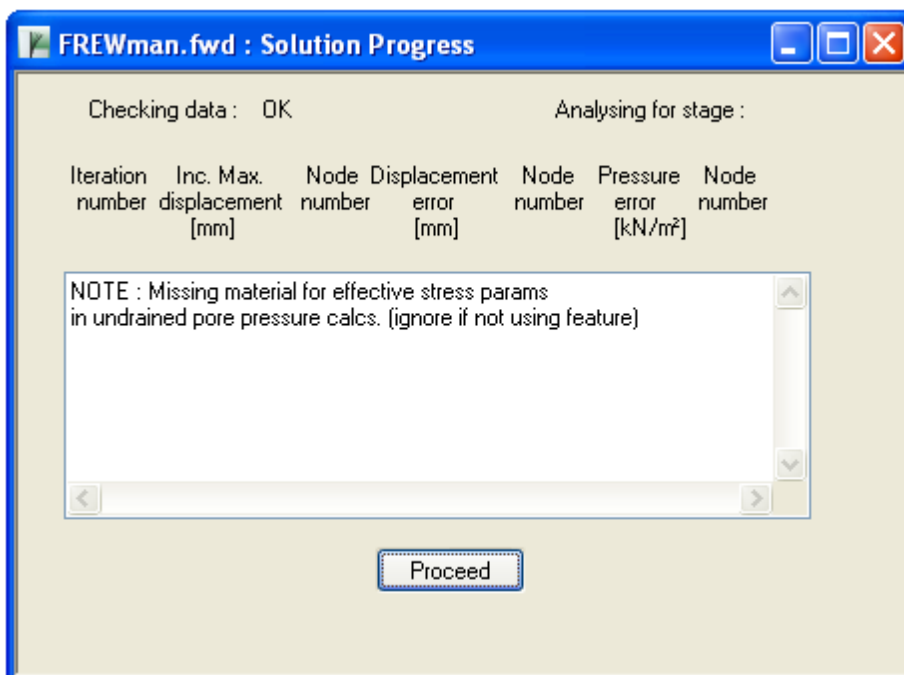 FREWman.fwd : Solution Progress
Checking data : OK Analysing for stage :
Iteration Inc. Max. Node Displacement Node Pressure Node
number displacement number error number error number
[mm] [mm] [kN/m²]
NOTE : Missing material for effective stress params
in undrained pore pressure calcs. (ignore if not using feature)
Proceed